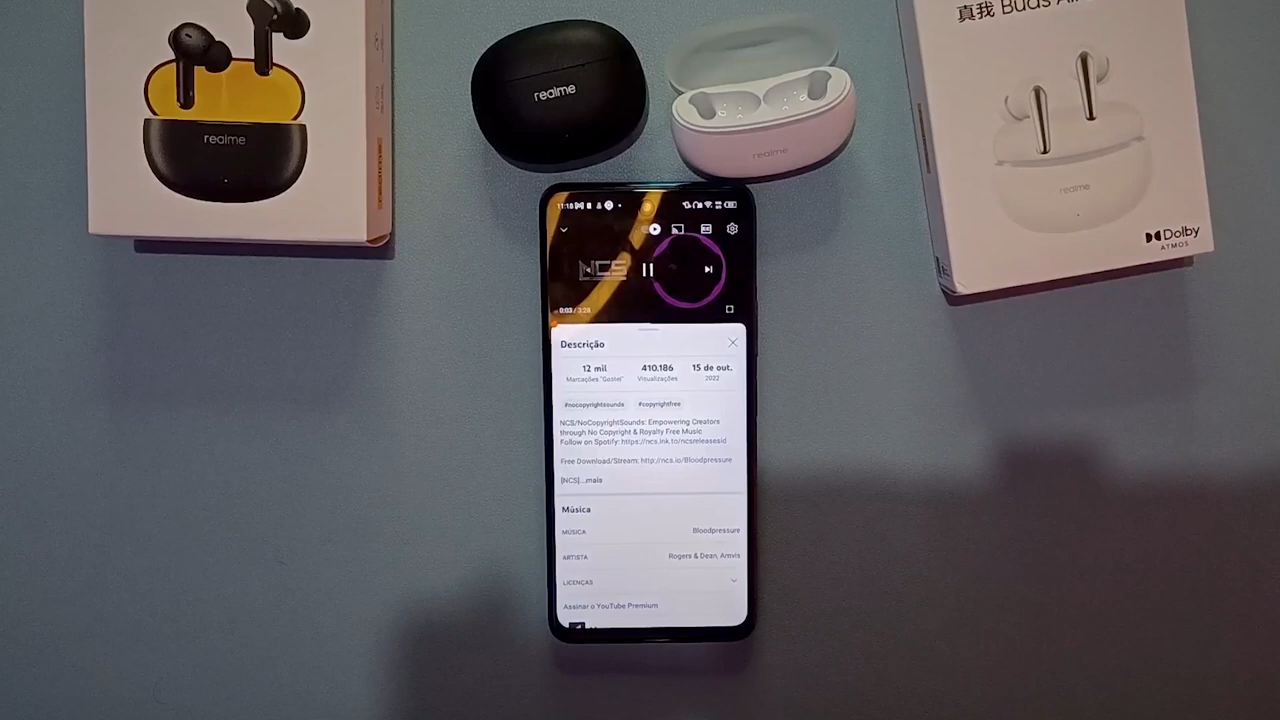 realme
realme
realme
realme
真我 Buds Air
realme
Dolby
ATMOS
11:18
NCS
0:03 / 3:28
Descrição
12 mil
Marcações "Gostei"
410.186
Visualizações
15 de out.
2022
#nocopyrightsounds
#copyrightfree
NCS/NoCopyrightSounds: Empowering Creators
through No Copyright & Royalty Free Music
Follow on Spotify: https://ncs.lnk.to/ncsreleasesid
Free Download/Stream: http://ncs.io/Bloodpressure
[NCS]...mais
Música
MÚSICA
Bloodpressure
ARTISTA
Rogers & Dean, Amvis
LICENÇAS
Assinar o YouTube Premium